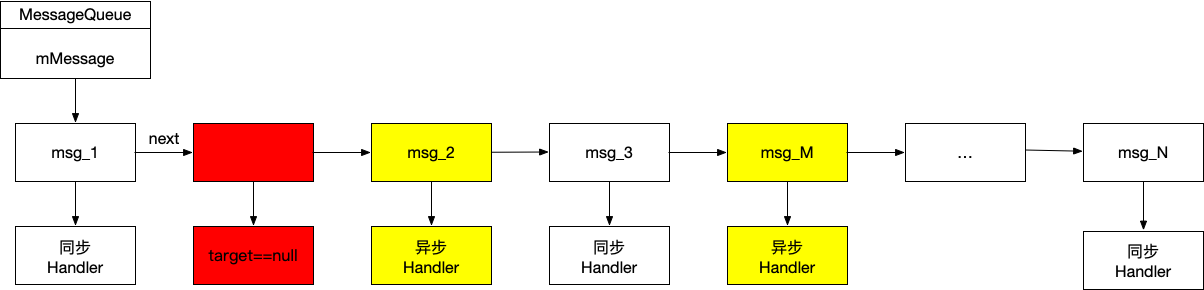 MessageQueue
mMessage
msg_1
next
msg_2
msg_3
msg_M
...
msg_N
同步
Handler
target==null
异步
Handler
同步
Handler
异步
Handler
同步
Handler